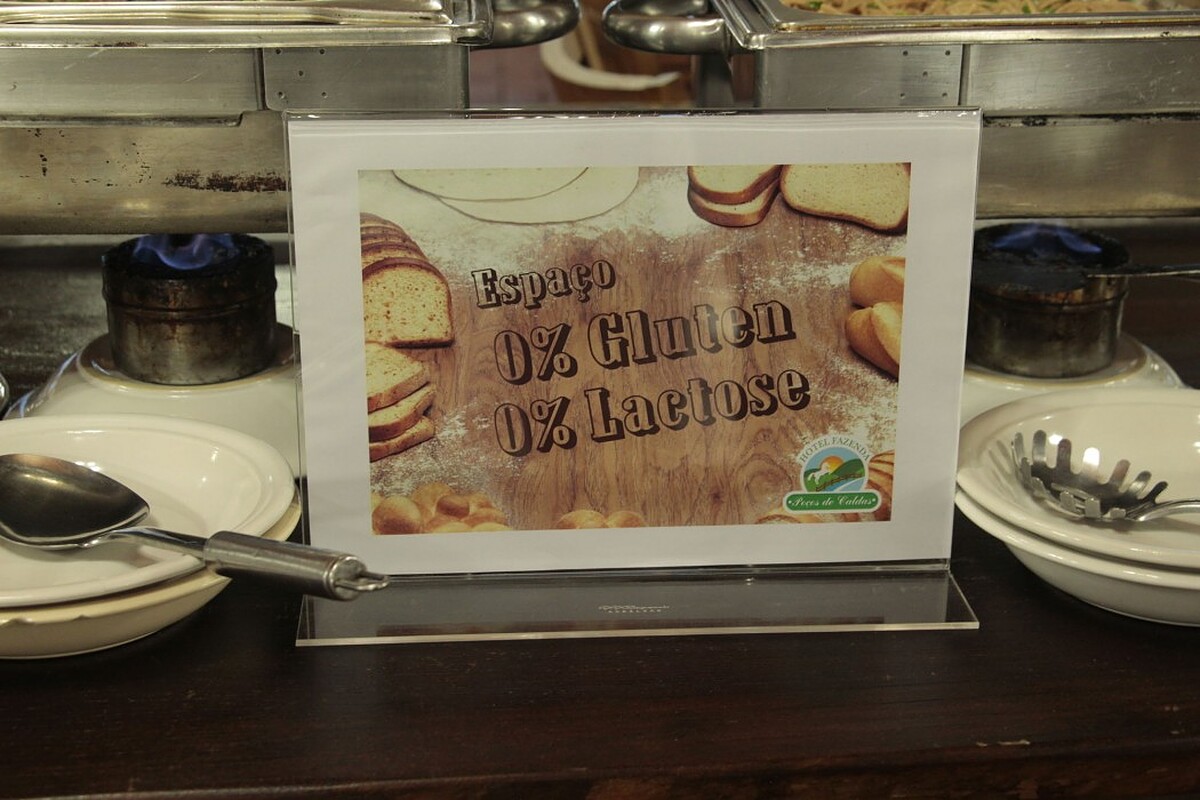 Espaço
0% Gluten
0% Lactose
HOTEL FAZENDA
Poços de Caldas